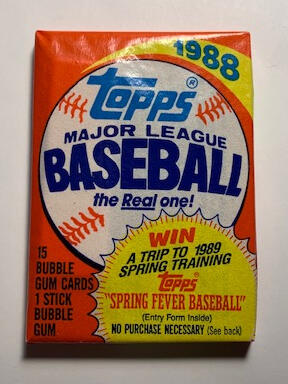 1988
topps®
MAJOR LEAGUE
BASEBALL
the Real one!
15
BUBBLE
GUM CARDS
1 STICK
BUBBLE
GUM
WIN
A TRIP TO 1989
SPRING TRAINING
topps
"SPRING FEVER BASEBALL"
(Entry Form Inside)
NO PURCHASE NECESSARY (See back)